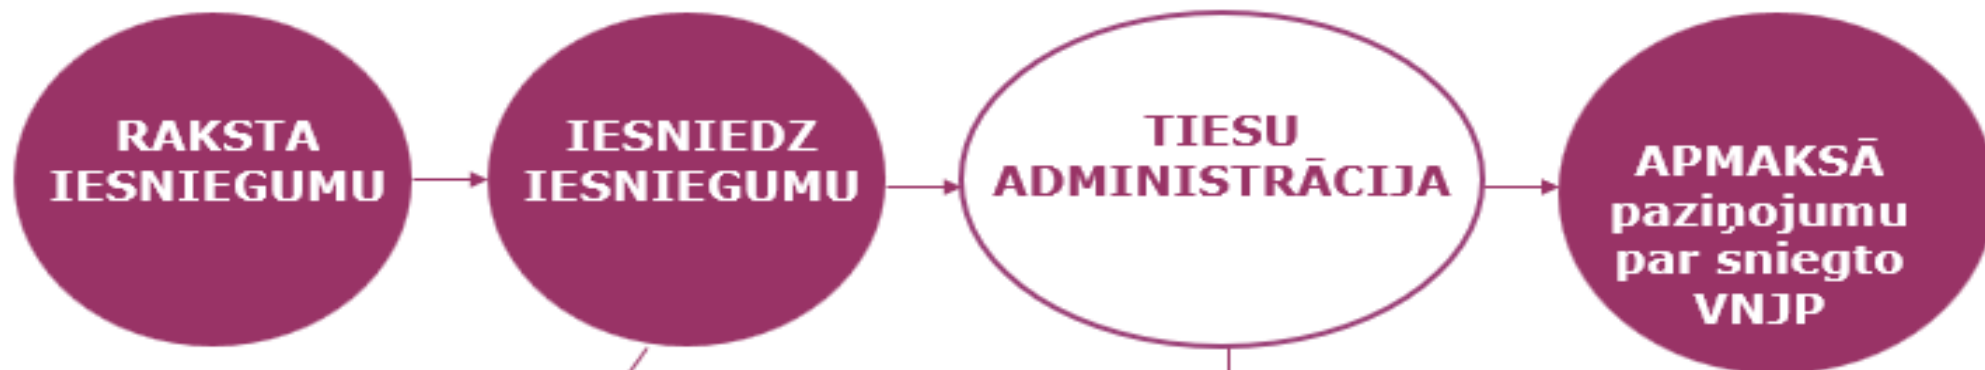 RAKSTA
IESNIEGUMU
IESNIEDZ
IESNIEGUMU
TIESU
ADMINISTRĀCIJA
APMAKSĀ
paziņojumu
par sniegto
VNJP